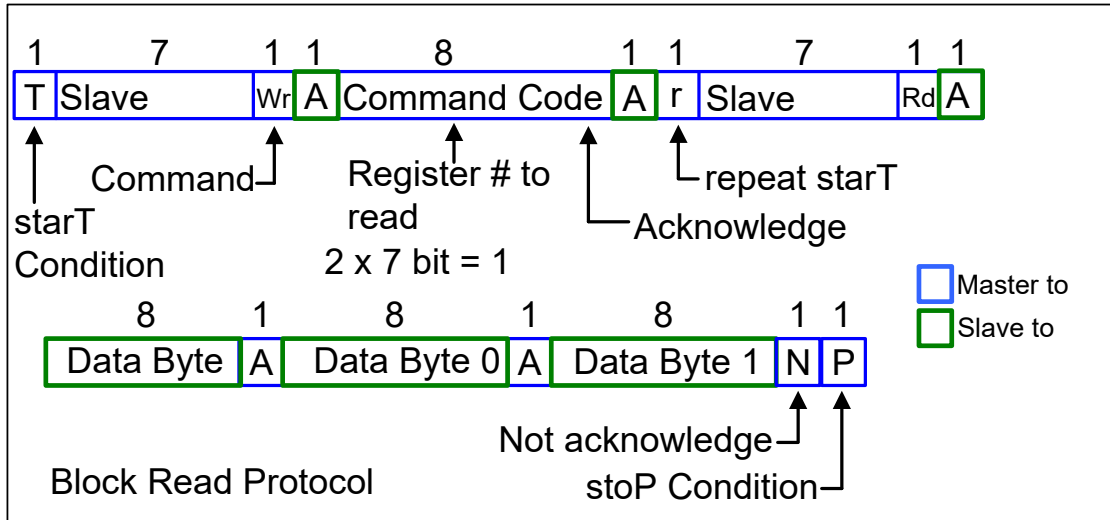 1 7 1 1 8 1 1 7 1 1
T Slave Wr A Command Code A r Slave Rd A
Command
Register # to
read
2 x 7 bit = 1
repeat starT
Acknowledge
starT
Condition
Master to
Slave to
8 1 8 1 8 1 1
Data Byte A Data Byte 0 A Data Byte 1 N P
Not acknowledge
stoP Condition
Block Read Protocol